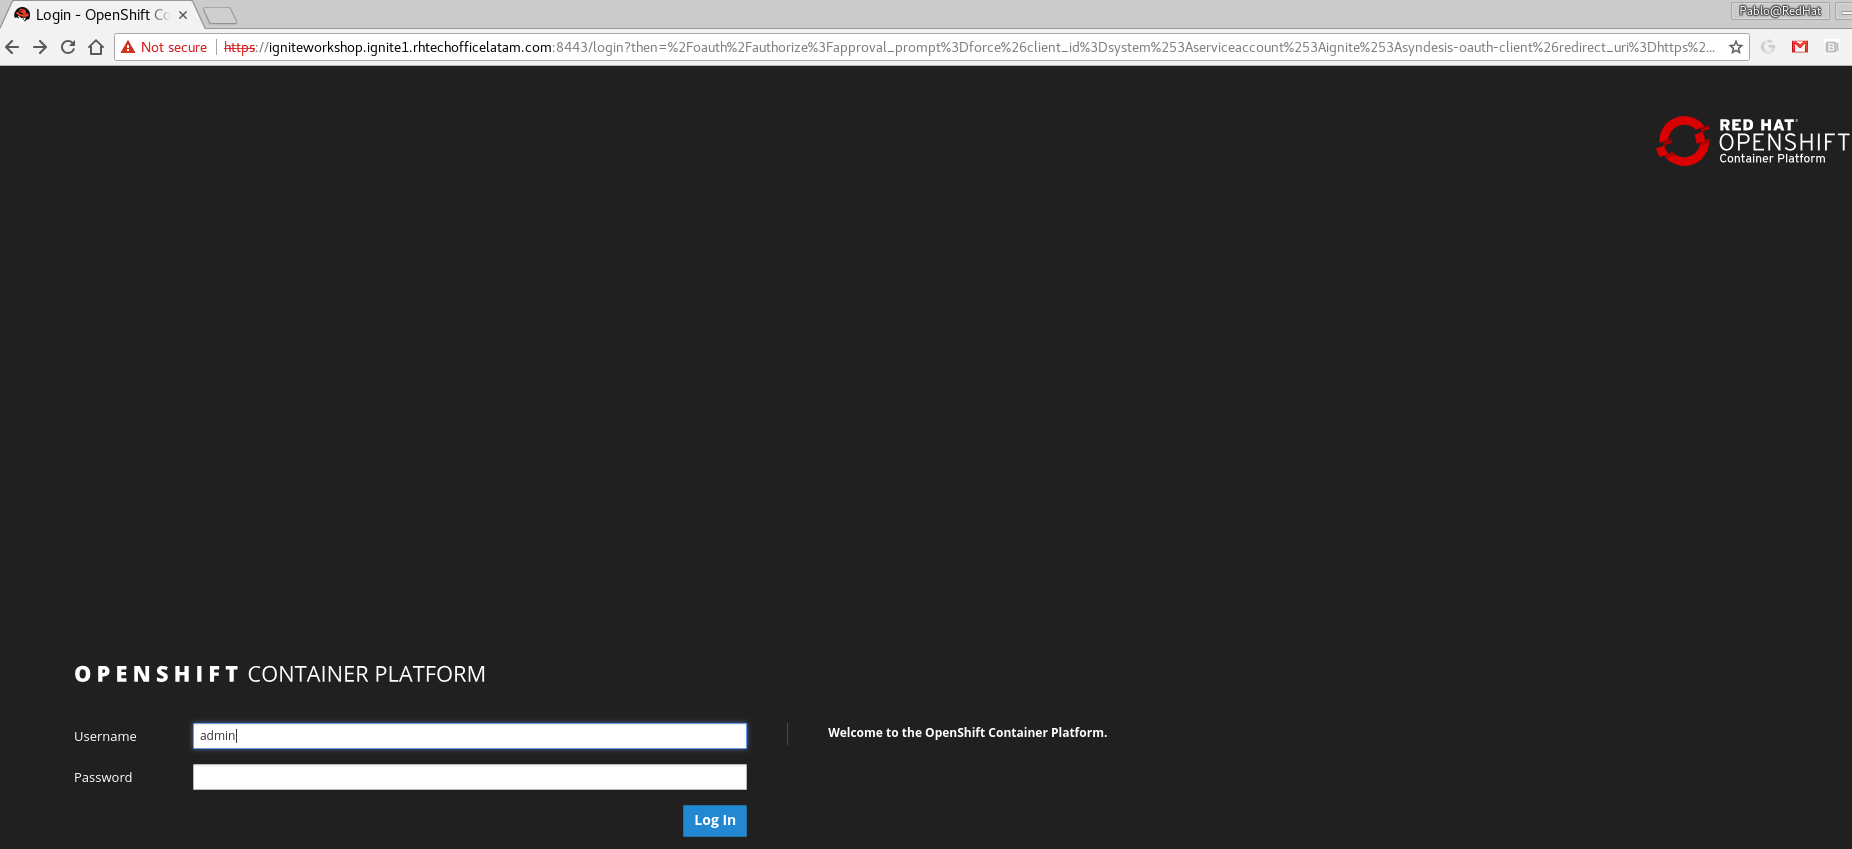 Login - OpenShift Co
Pablo@RedHat
Not secure
https://igniteworkshop.ignite1.rhtechofficelatam.com:8443/login?then=%2Foauth%2Fauthorize%3Fapproval_prompt%3Dforce%26client_id%3Dsystem%253Aserviceaccount%253Aignite%253Asyndesis-oauth-client%26redirect_uri%3Dhttps%2...
RED HAT®
OPENSHIFT
Container Platform
OPENSHIFT CONTAINER PLATFORM
Username
admin
Welcome to the OpenShift Container Platform.
Password
Log In